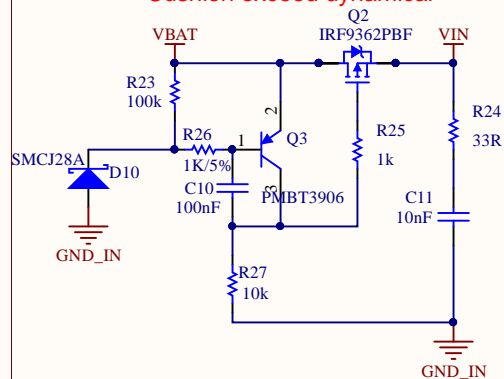 Q2
IRF9362PBF
VBAT
VIN
R23
100k
R24
33R
R26
1K/5%
1
2
3
Q3
R25
1k
SMCJ28A
D10
C10
100nF
PMBT3906
C11
10nF
GND_IN
R27
10k
GND_IN